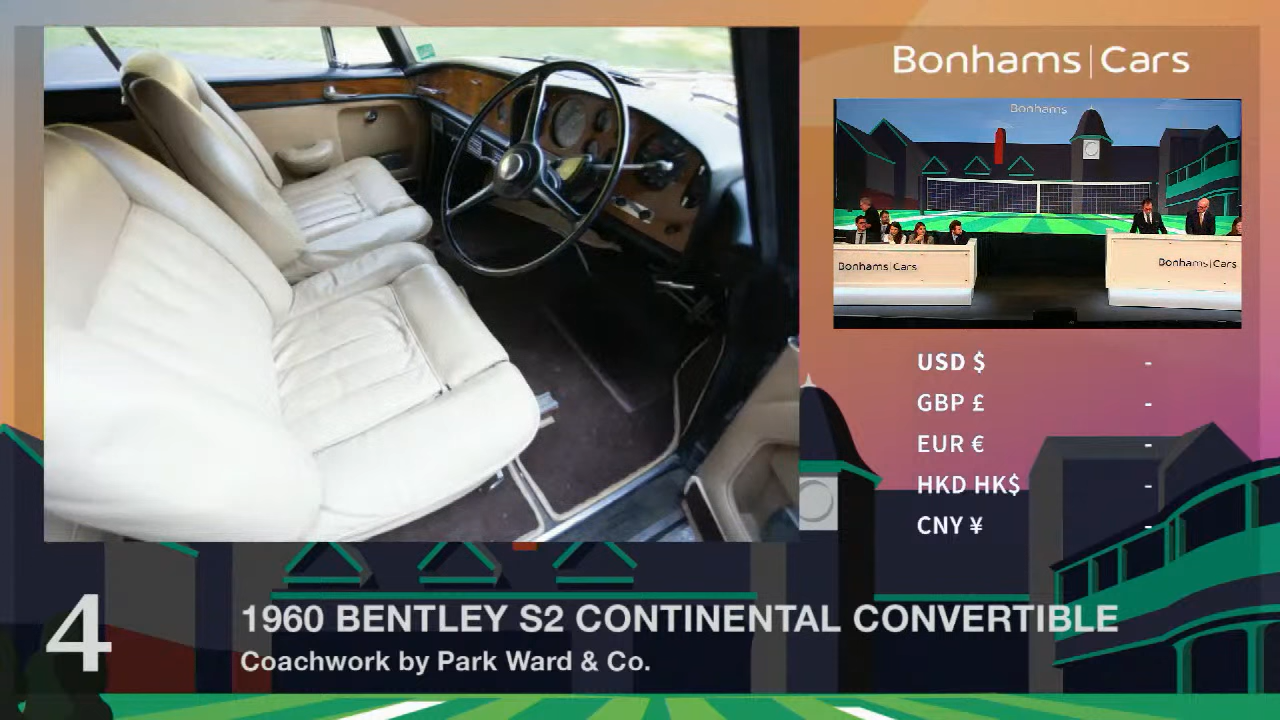 Bonhams|Cars
Bonhams
Bonhams|Cars
Bonhams|Cars
USD $ -
GBP £ -
EUR € -
HKD HK$ -
CNY ¥ -
4
1960 BENTLEY S2 CONTINENTAL CONVERTIBLE
Coachwork by Park Ward & Co.